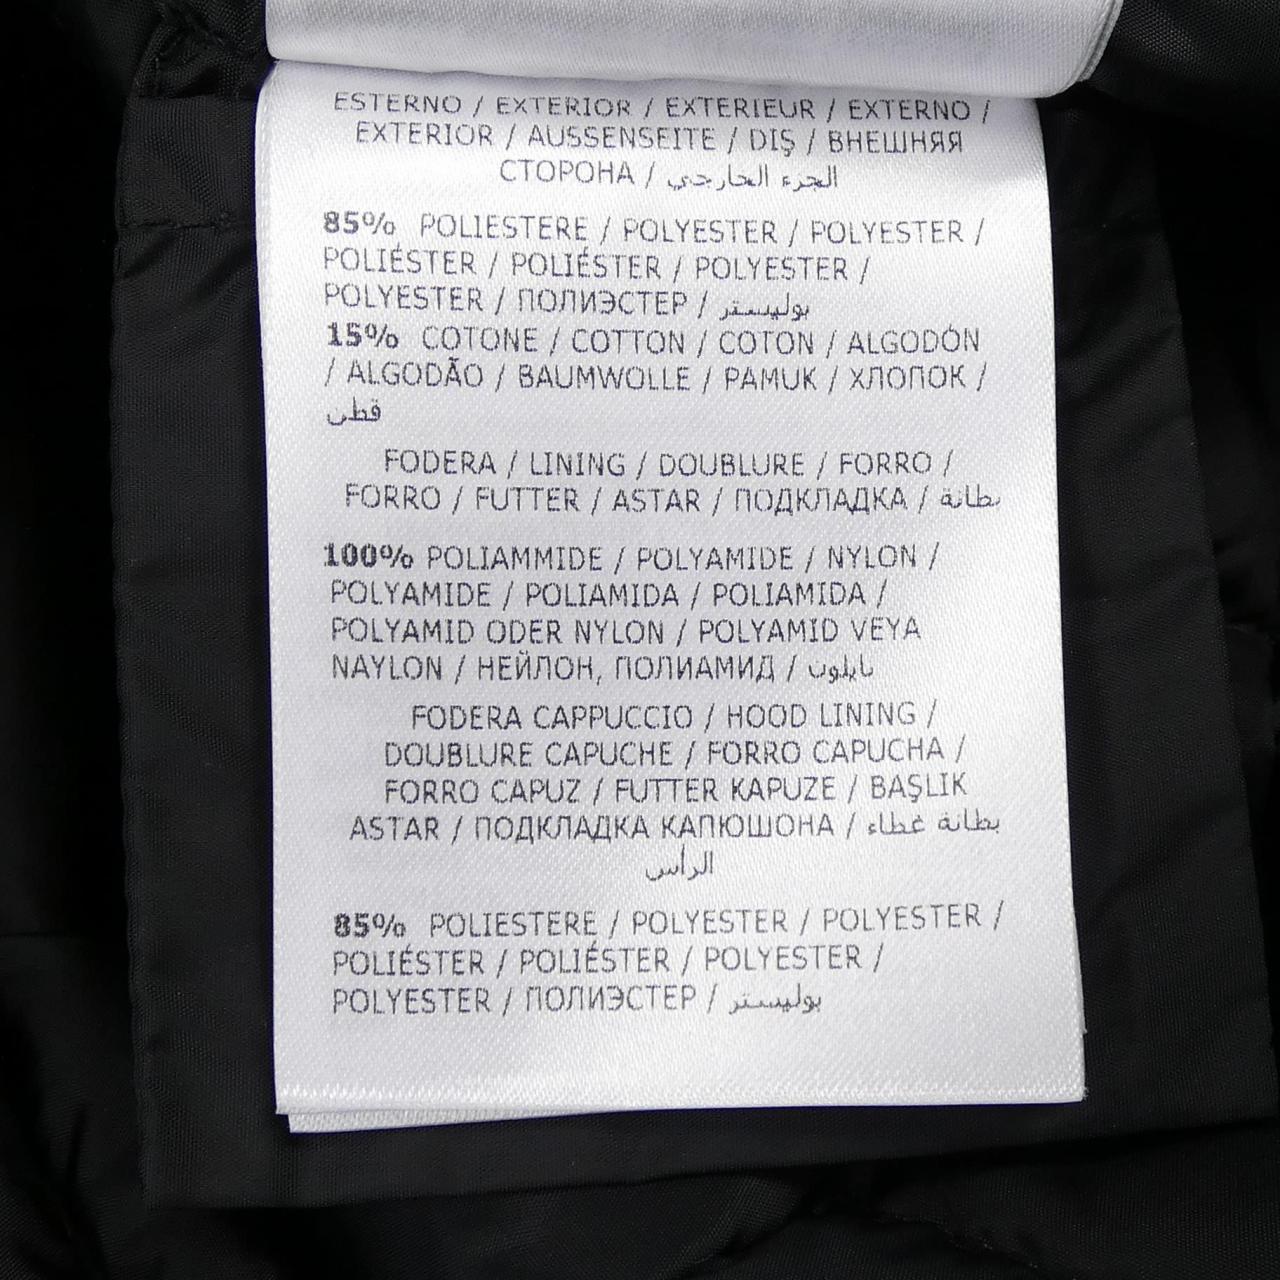 ESTERNO / EXTERIOR / EXTERIEUR / EXTERNO /
EXTERIOR / AUSSENSEITE / DIŞ / ВНЕШНЯЯ
СТОРОНА / الجزء الخارجي
85% POLIESTERE / POLYESTER / POLYESTER /
POLIÉSTER / POLIÉSTER / POLYESTER /
POLYESTER / ПОЛИЭСТЕР / بوليستر
15% COTONE / COTTON / COTON / ALGODÓN
/ ALGODÃO / BAUMWOLLE / PAMUK / ХЛОПОК /
قطن
FODERA / LINING / DOUBLURE / FORRO /
FORRO / FUTTER / ASTAR / ПОДКЛАДКА / بطانة
100% POLIAMMIDE / POLYAMIDE / NYLON /
POLYAMIDE / POLIAMIDA / POLIAMIDA /
POLYAMID ODER NYLON / POLYAMID VEYA
NAYLON / НЕЙЛОН, ПОЛИАМИД / نايلون
FODERA CAPPUCCIO / HOOD LINING /
DOUBLURE CAPUCHE / FORRO CAPUCHA /
FORRO CAPUZ / FUTTER KAPUZE / BAŞLIK
ASTAR / ПОДКЛАДКА КАПЮШОНА / بطانة غطاء
الرأس
85% POLIESTERE / POLYESTER / POLYESTER /
POLIÉSTER / POLIÉSTER / POLYESTER /
POLYESTER / ПОЛИЭСТЕР / بوليستر